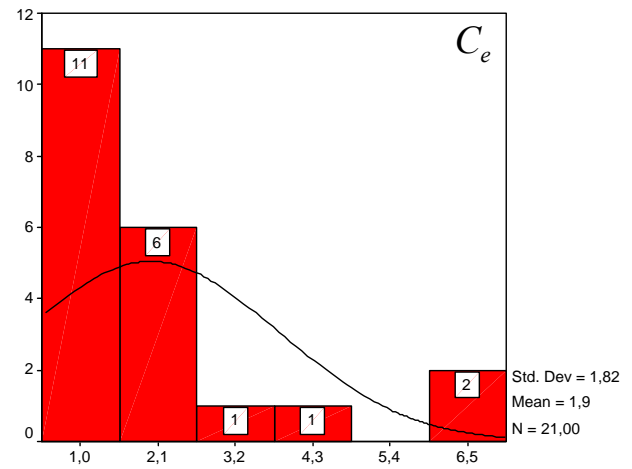 12
10
8
6
4
2
0
C_e
11
6
1
1
2
Std. Dev = 1,82
Mean = 1,9
N = 21,00
1,0 2,1 3,2 4,3 5,4 6,5